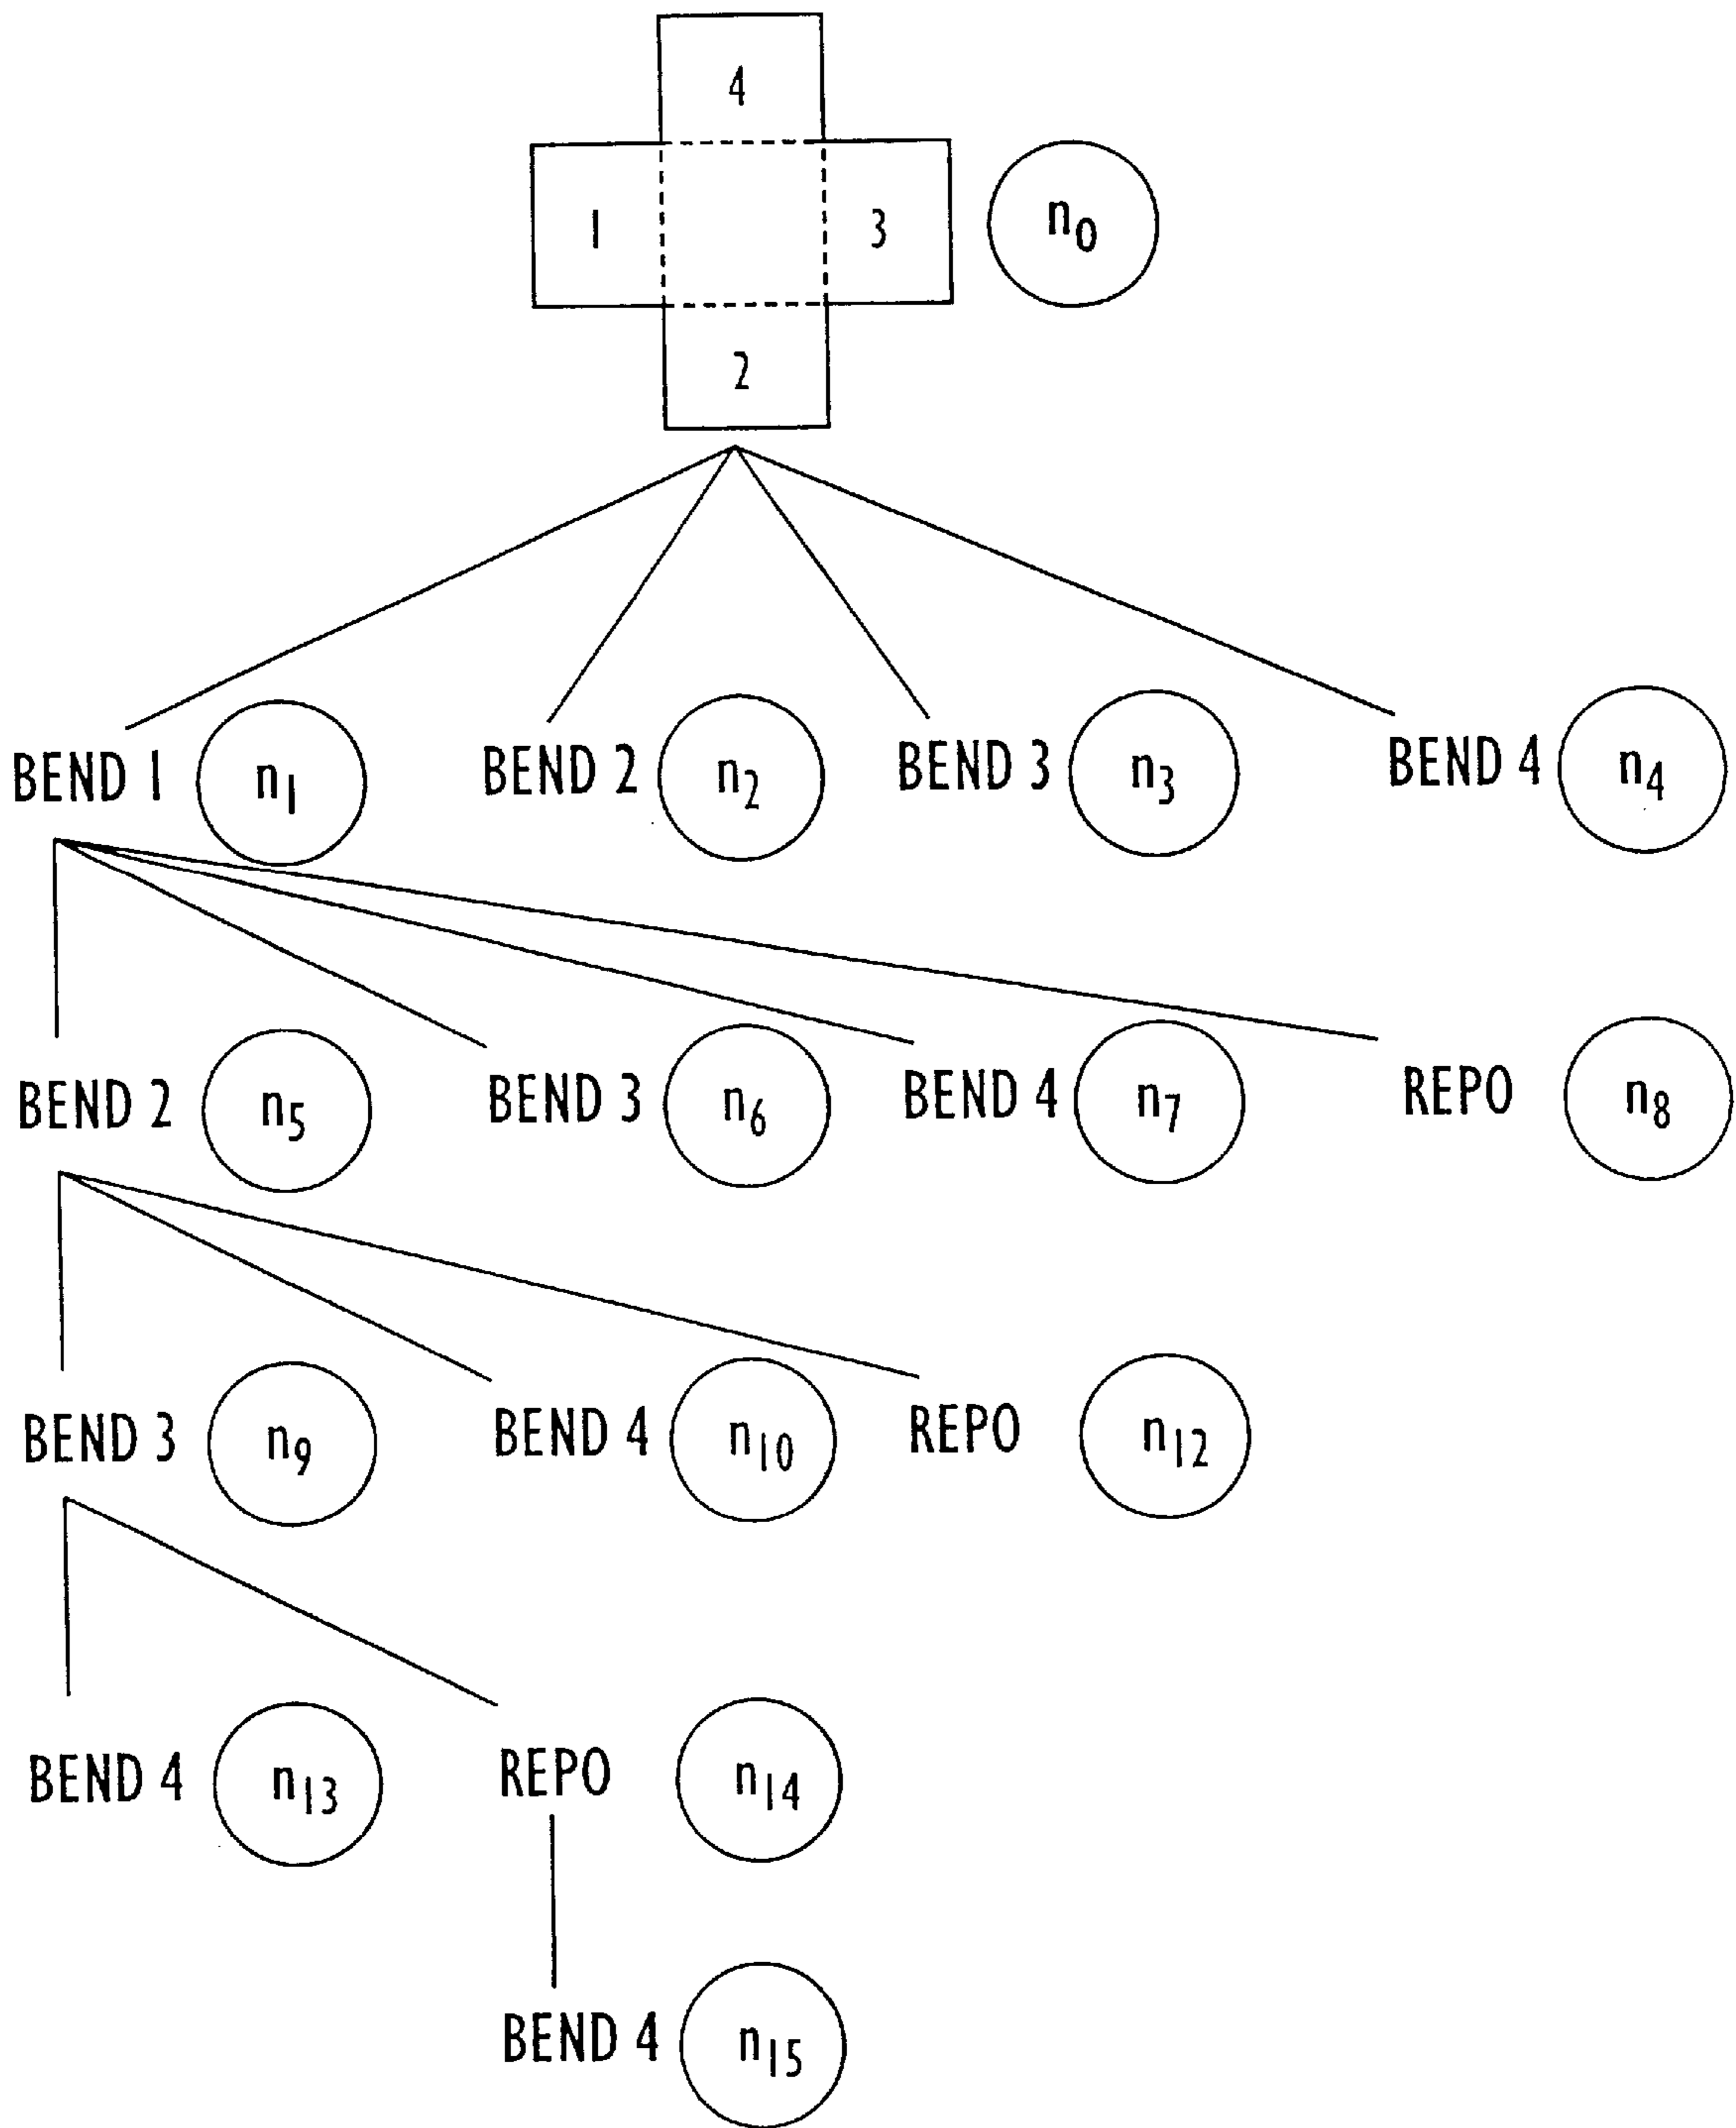 4
1 3 n0
2
BEND 1 n1 BEND 2 n2 BEND 3 n3 BEND 4 n4
BEND 2 n5 BEND 3 n6 BEND 4 n7 REPO n8
BEND 3 n9 BEND 4 n10 REPO n12
BEND 4 n13 REPO n14
BEND 4 n15